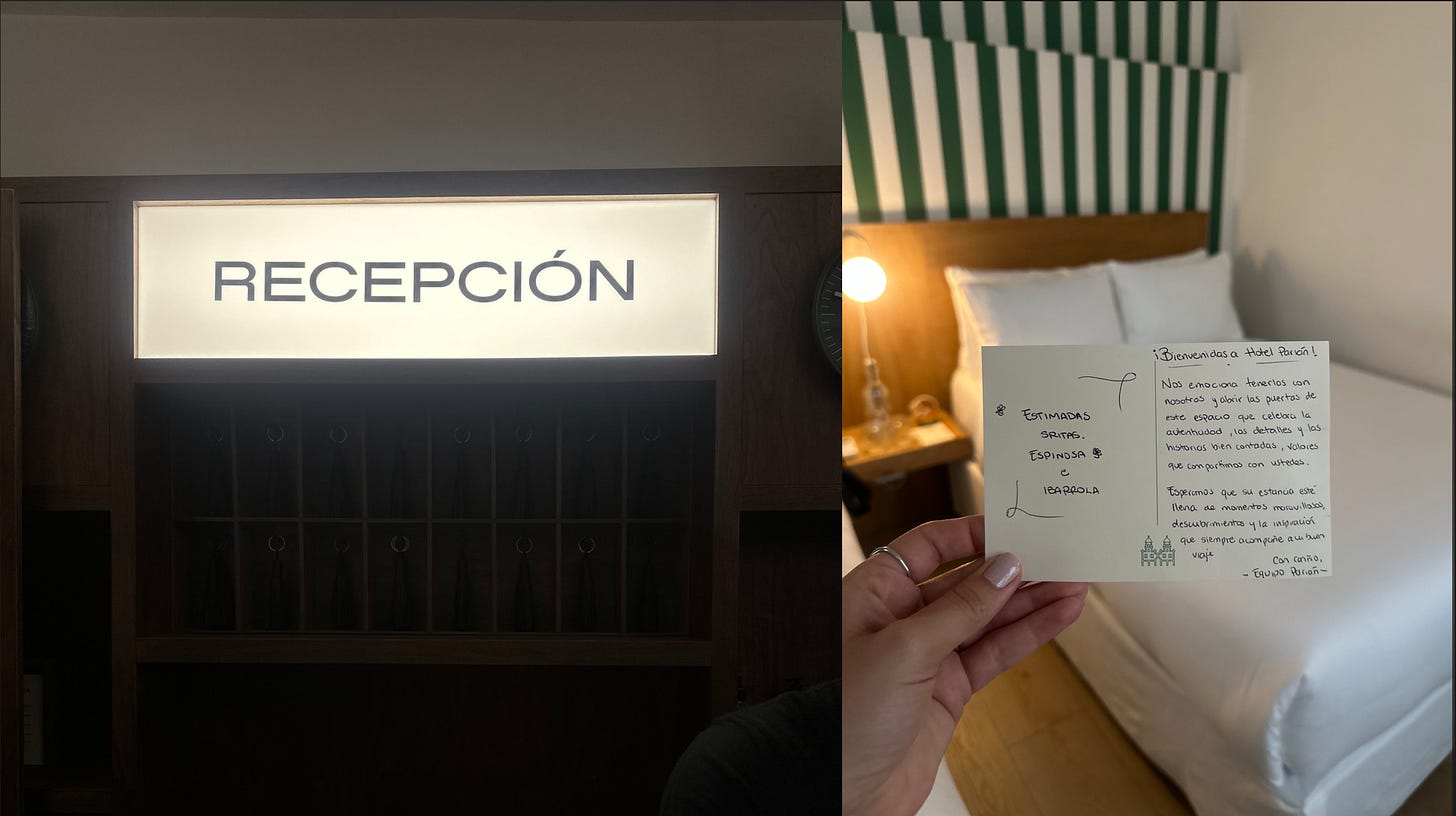 RECEPCIÓN
ESTIMADAS
SRITAS.
ESPINOSA
e
IBARROLA
¡Bienvenidas a Hotel Parián!
Nos emociona tenerlos con
nosotros y abrir las puertas de
este espacio que celebra la
autenticidad, los detalles y las
historias bien contadas, valores
que compartimos con ustedes.
Esperamos que su estancia esté
llena de momentos maravillosos,
descubrimientos y la inspiración
que siempre acompañe a un buen
viaje
Con cariño,
- Equipo Parián -